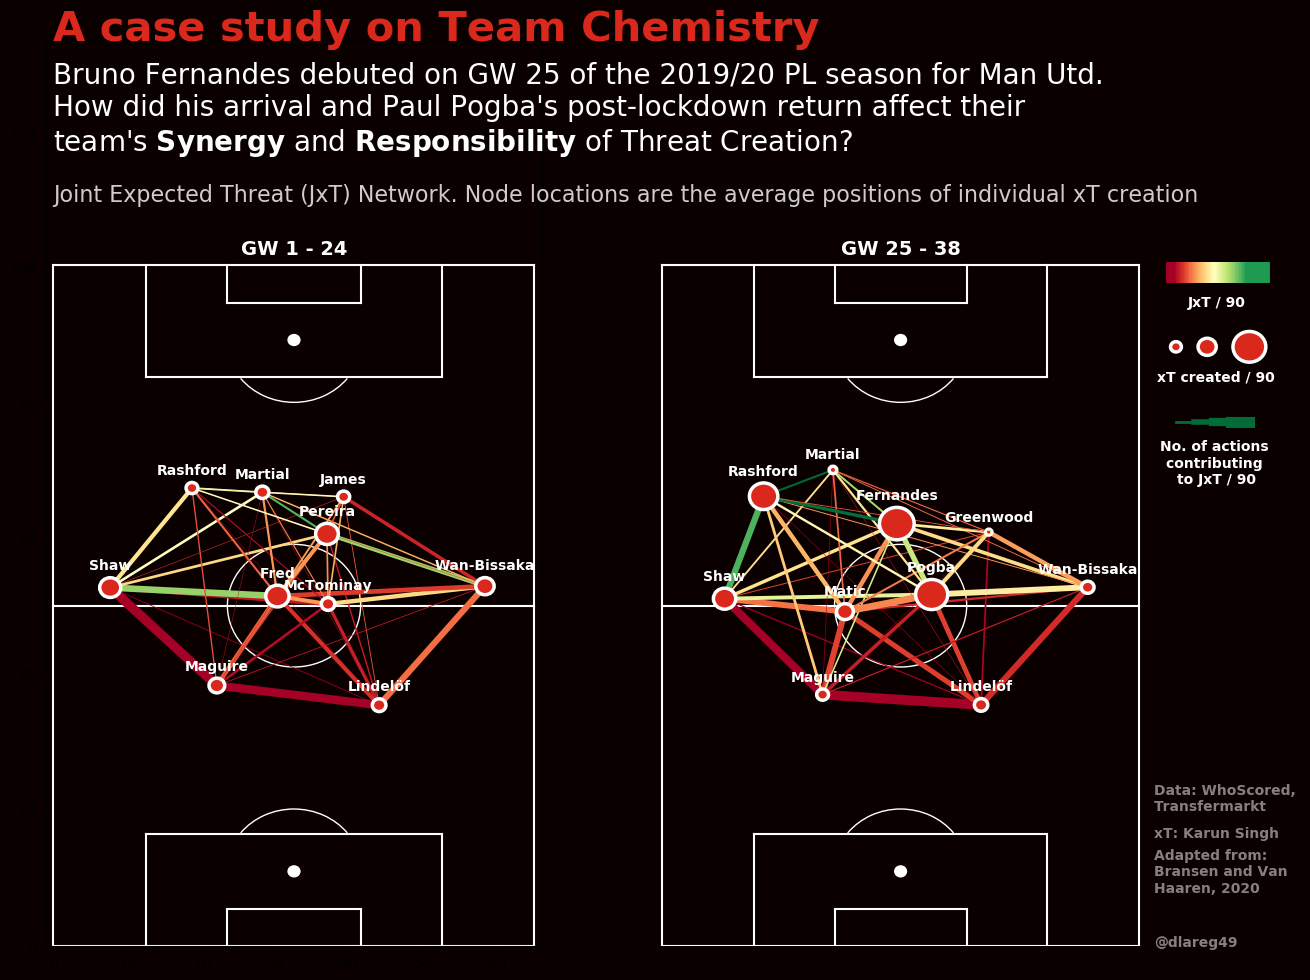 A case study on Team Chemistry
Bruno Fernandes debuted on GW 25 of the 2019/20 PL season for Man Utd.
How did his arrival and Paul Pogba's post-lockdown return affect their
team's Synergy and Responsibility of Threat Creation?
Joint Expected Threat (JxT) Network. Node locations are the average positions of individual xT creation
GW 1 - 24
Rashford
Martial
James
Pereira
Shaw
Fred
McTominay
Wan-Bissaka
Maguire
Lindelöf
GW 25 - 38
Martial
Rashford
Fernandes
Greenwood
Shaw
Pogba
Wan-Bissaka
Matic
Maguire
Lindelöf
JxT / 90
xT created / 90
No. of actions
contributing
to JxT / 90
Data: WhoScored,
Transfermarkt
xT: Karun Singh
Adapted from:
Bransen and Van
Haaren, 2020
@dlareg49